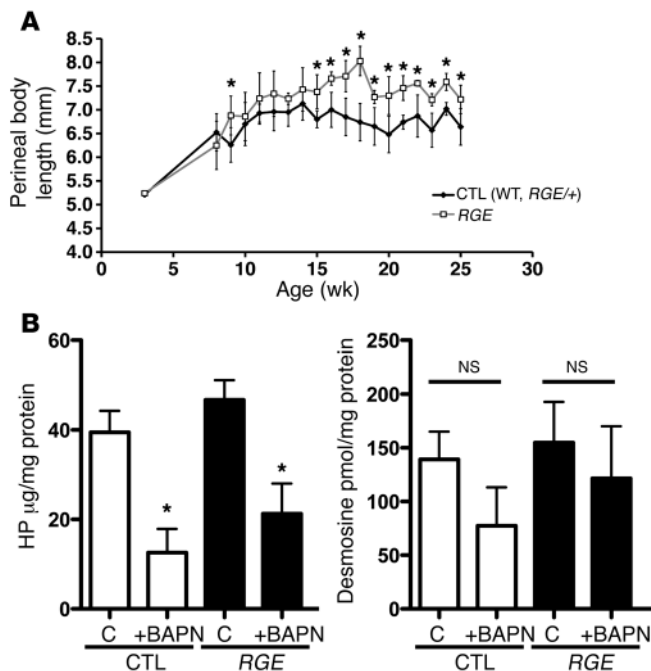 A
Perineal body
length (mm)
8.5
8.0
7.5
7.0
6.5
6.0
5.5
5.0
4.5
4.0
* * * * * * * * * * * *
CTL (WT, RGE/+)
RGE
0 5 10 15 20 25 30
Age (wk)
B
HP µg/mg protein
60
40
20
0
*
*
C +BAPN C +BAPN
CTL RGE
Desmosine pmol/mg protein
250
200
150
100
50
0
NS NS
C +BAPN C +BAPN
CTL RGE